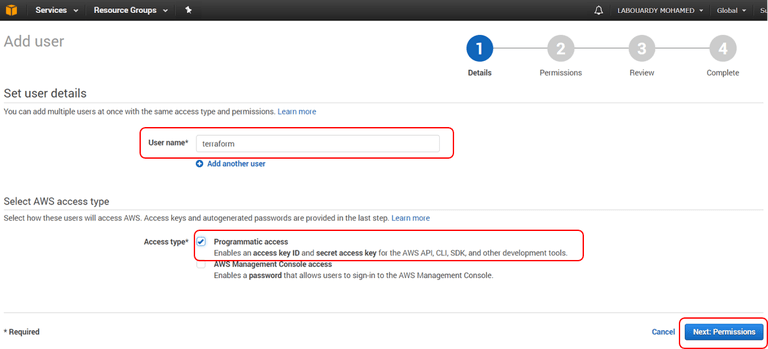 Services Resource Groups LABOUARDY MOHAMED Global
Add user
1 2 3 4
Details Permissions Review Complete
Set user details
You can add multiple users at once with the same access type and permissions. Learn more
User name* terraform
Add another user
Select AWS access type
Select how these users will access AWS. Access keys and autogenerated passwords are provided in the last step. Learn more
Access type* Programmatic access
Enables an access key ID and secret access key for the AWS API, CLI, SDK, and other development tools.
AWS Management Console access
Enables a password that allows users to sign-in to the AWS Management Console.
* Required Cancel Next: Permissions